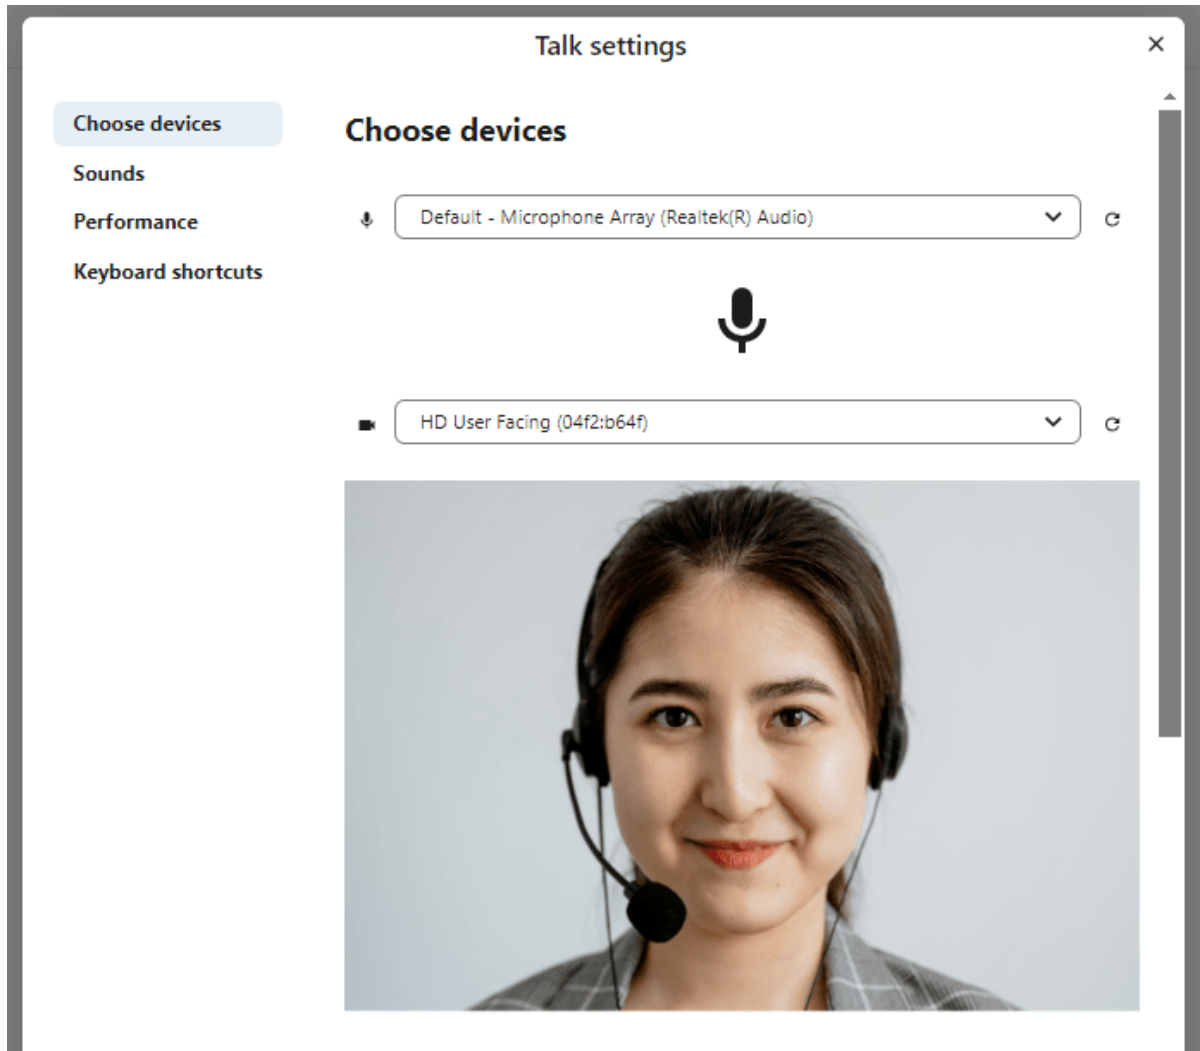 Talk settings
Choose devices
Sounds
Performance
Keyboard shortcuts
Choose devices
Default - Microphone Array (Realtek(R) Audio)
HD User Facing (04f2:b64f)